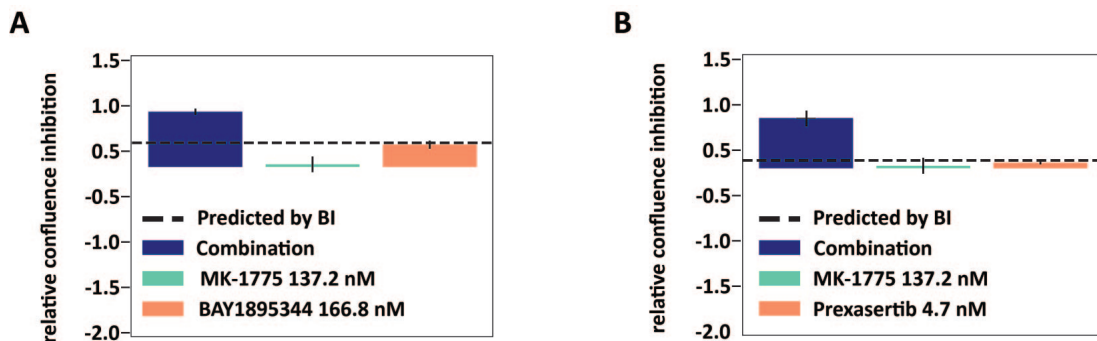 A
relative confluence inhibition
1.5
1.0
0.5
-0.5
-1.0
-1.5
-2.0
Predicted by BI
Combination
MK-1775 137.2 nM
BAY1895344 166.8 nM
B
relative confluence inhibition
1.5
1.0
0.5
-0.5
-1.0
-1.5
-2.0
Predicted by BI
Combination
MK-1775 137.2 nM
Prexasertib 4.7 nM